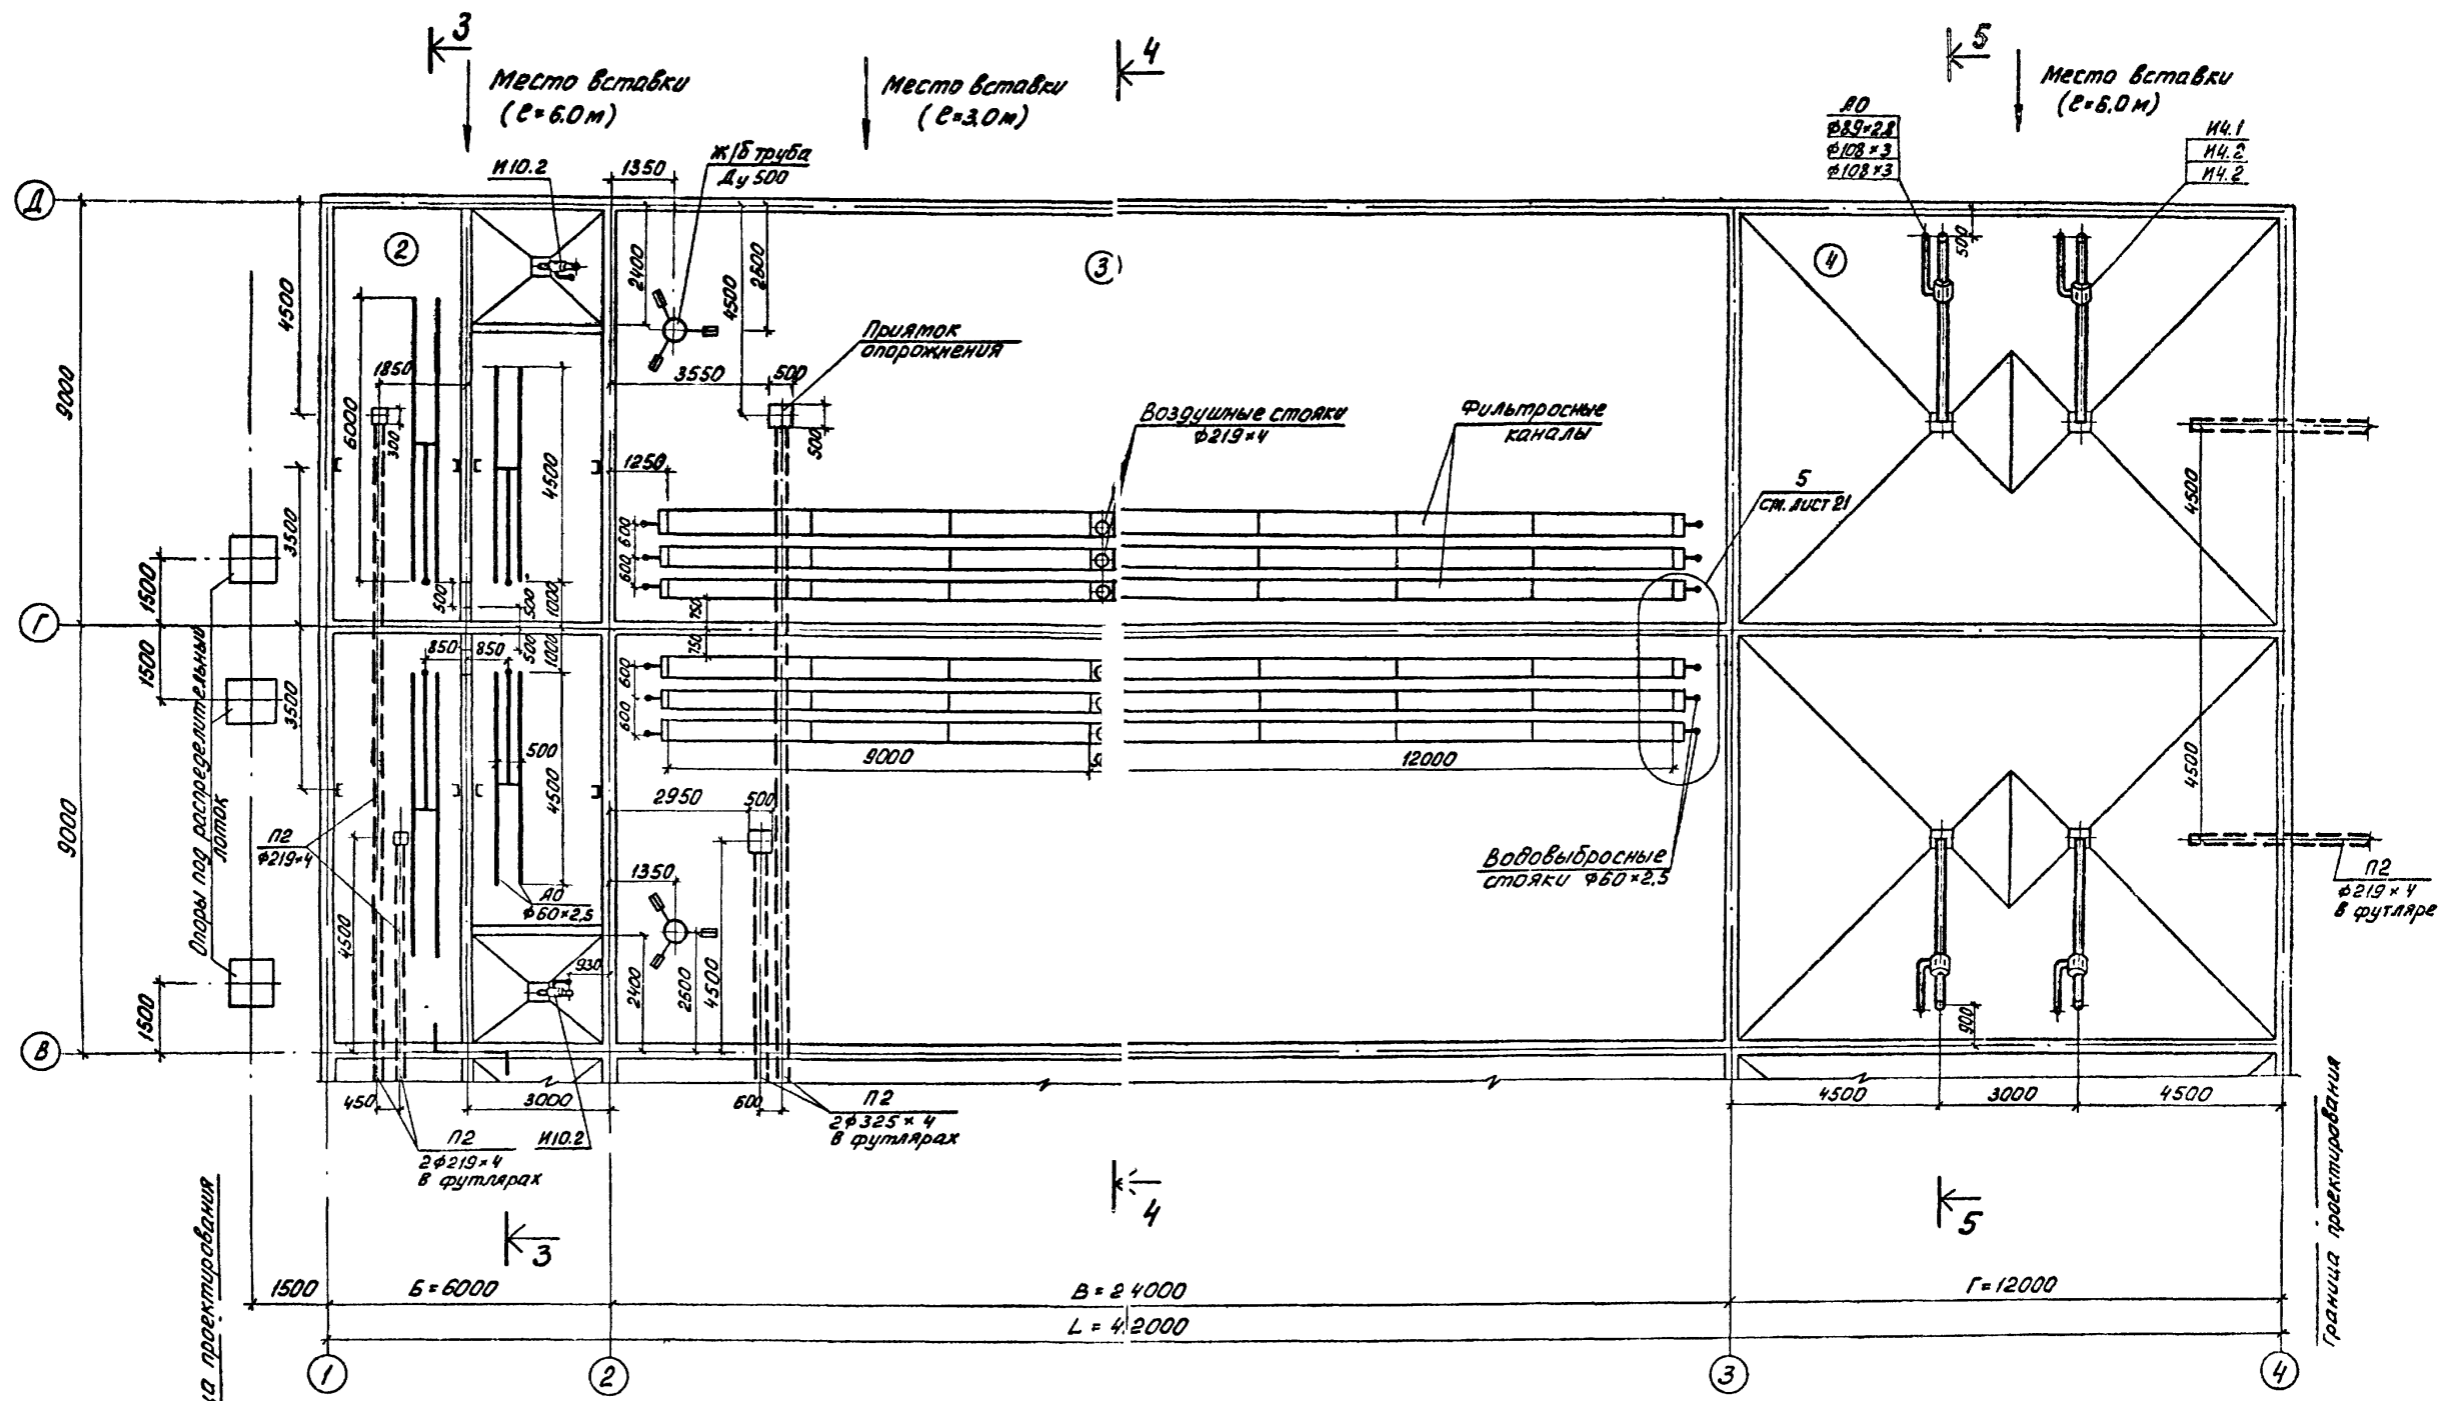 3
4
5
Место вставки
(ℓ=6.0м)
Место вставки
(ℓ=3.0м)
Место вставки
(ℓ=6.0м)
АО
ф89×2.8
ф108×3
ф108×3
И4.1
И4.2
И4.2
И10.2
1350
Ж/б труба
Ду 500
Д
2
3
4
4500
9000
6000
1850
300
2400
4500
2600
500
Приямок
опорожнения
3550
500
500
Воздушные стояки
ф219×4
Фильтросные
каналы
5
см. лист 21
1250
4500
3500
600
600
1500
500
500
1000
750
4500
Г
1500
850
850
500
1000
750
600
600
3500
4500
Опоры под распределительный
лоток
500
4500
9000
12000
9000
2950
500
П2
ф219×4
1350
АО
ф60×2,5
Водовыбросные
стояки ф60×2,5
П2
ф219×4
в футляре
4500
930
2400
2600
4500
900
1500
В
450
3000
600
П2
2ф325×4
в футлярах
4500
3000
4500
П2
2ф219×4
в футлярах
И10.2
3
4
5
проектирования
Граница проектирования
1500
Б=6000
В=24000
Г=12000
L = 42000
1
2
3
4